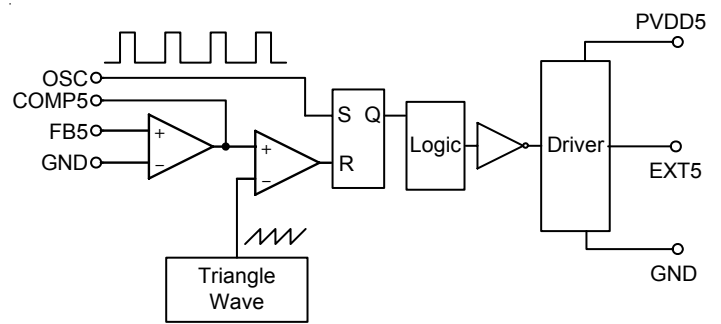 PVDD5
OSC
COMP5
FB5
GND
+
−
+
−
S Q
R
Logic
Driver
EXT5
GND
Triangle
Wave